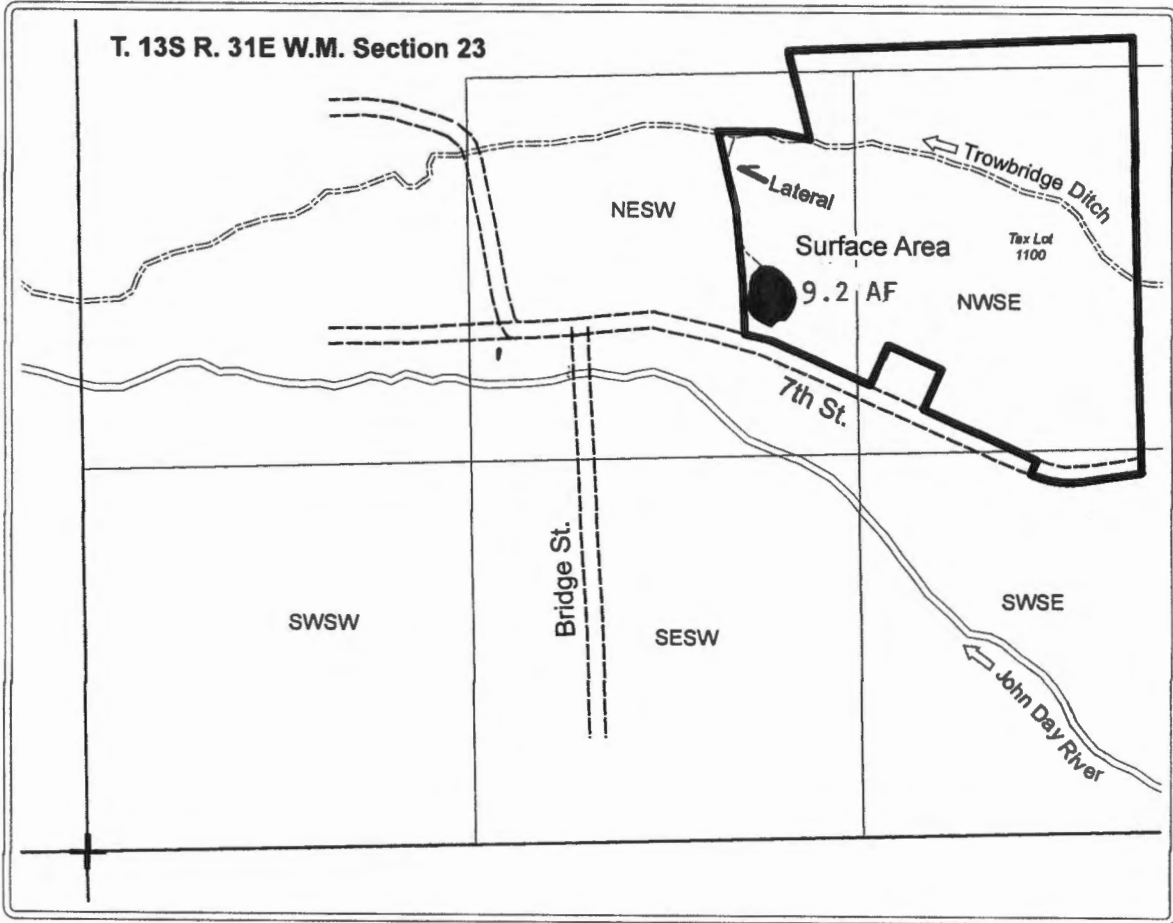 T. 13S R. 31E W.M. Section 23
Trowbridge Ditch
Lateral
NESW
Surface Area
Tax Lot
1100
9.2 AF
NWSE
7th St.
Bridge St.
SWSW
SESW
SWSE
John Day River